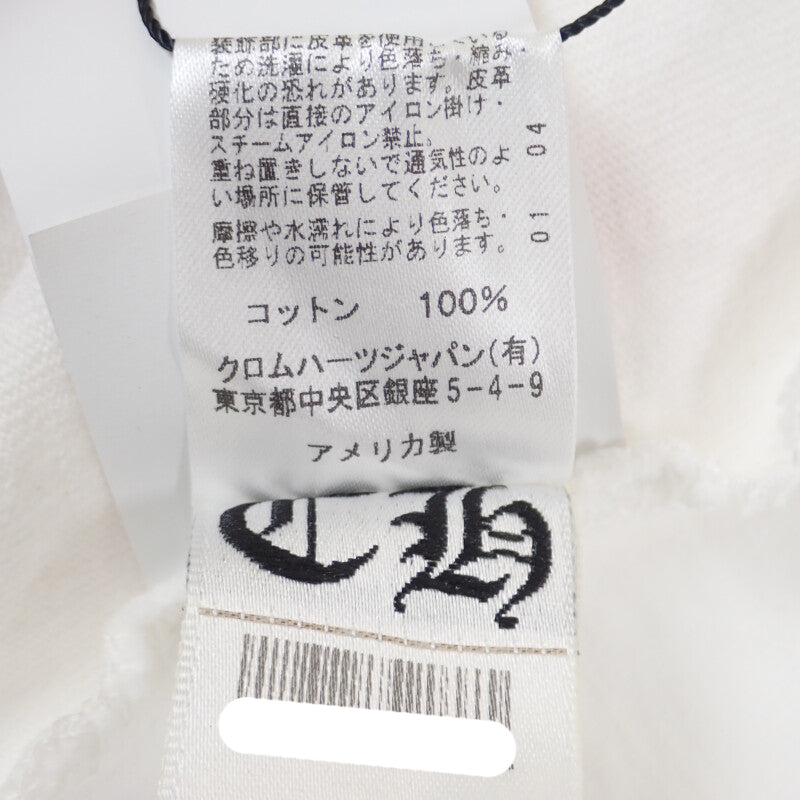 装飾部に皮革を使用
ため洗濯により色落ち・縮み
硬化の恐れがあります。皮革
部分は直接のアイロン掛け・
スチームアイロン禁止。
重ね置きしないで通気性のよ
い場所に保管してください。
摩擦や水濡れにより色落ち・
色移りの可能性があります。
01 04
コットン 100%
クロムハーツジャパン(有)
東京都中央区銀座5-4-9
アメリカ製
CH